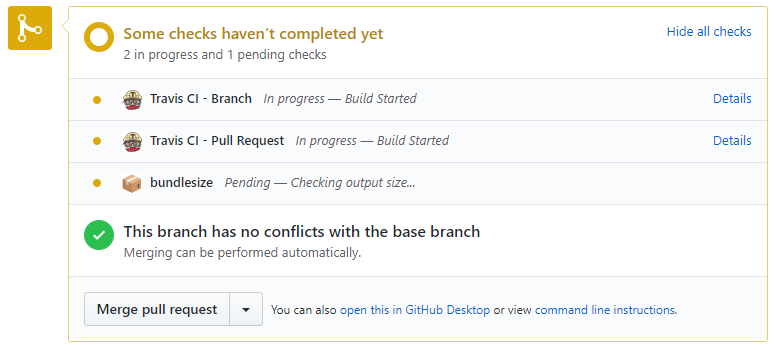 Some checks haven't completed yet
Hide all checks
2 in progress and 1 pending checks
Travis CI - Branch In progress — Build Started Details
Travis CI - Pull Request In progress — Build Started Details
bundlesize Pending — Checking output size...
This branch has no conflicts with the base branch
Merging can be performed automatically.
Merge pull request You can also open this in GitHub Desktop or view command line instructions.